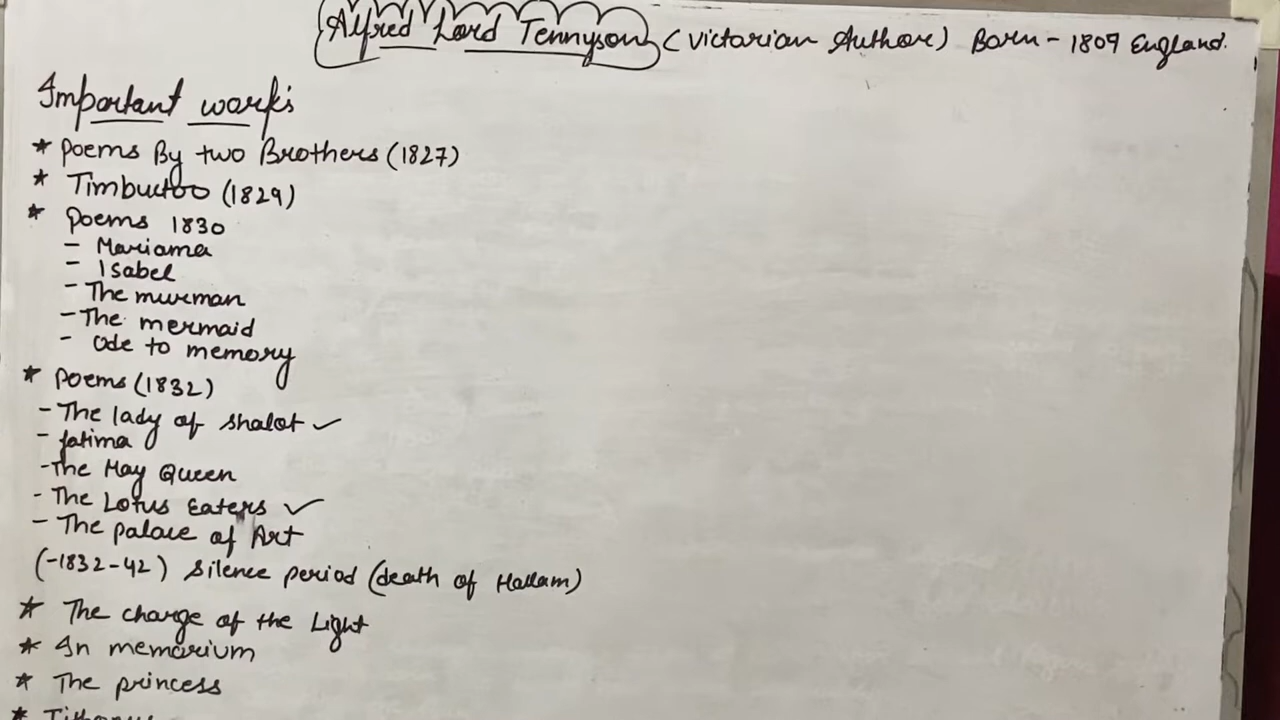 Alfred Lord Tennyson (Victorian Author) Born - 1809 England.
Important works
* Poems By two Brothers (1827)
* Timbuctoo (1829)
* Poems 1830
- Mariama
- Isabel
- The murman
- The mermaid
- Ode to memory
* Poems (1832)
- The lady of shalot ✓
- fatima
- The May Queen
- The Lotus Eaters ✓
- The palace of Art
(-1832-42) Silence period (death of Hallam)
* The charge of the Light
* In memorium
* The princess
* Tithonus